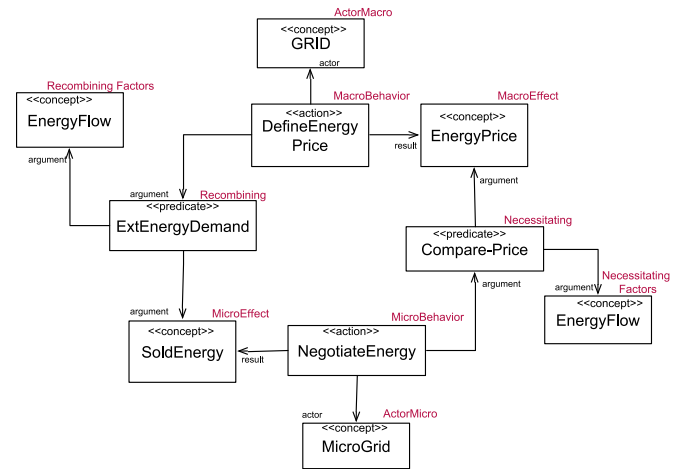 ActorMacro
<<concept>>
GRID
actor
Recombining Factors
<<concept>>
EnergyFlow
argument
MacroBehavior
<<action>>
DefineEnergy
Price
result
MacroEffect
<<concept>>
EnergyPrice
argument
argument
Recombining
<<predicate>>
ExtEnergyDemand
argument
Necessitating
<<predicate>>
Compare-Price
argument
argument
Necessitating
Factors
<<concept>>
EnergyFlow
MicroEffect
<<concept>>
SoldEnergy
result
MicroBehavior
<<action>>
NegotiateEnergy
actor
ActorMicro
<<concept>>
MicroGrid